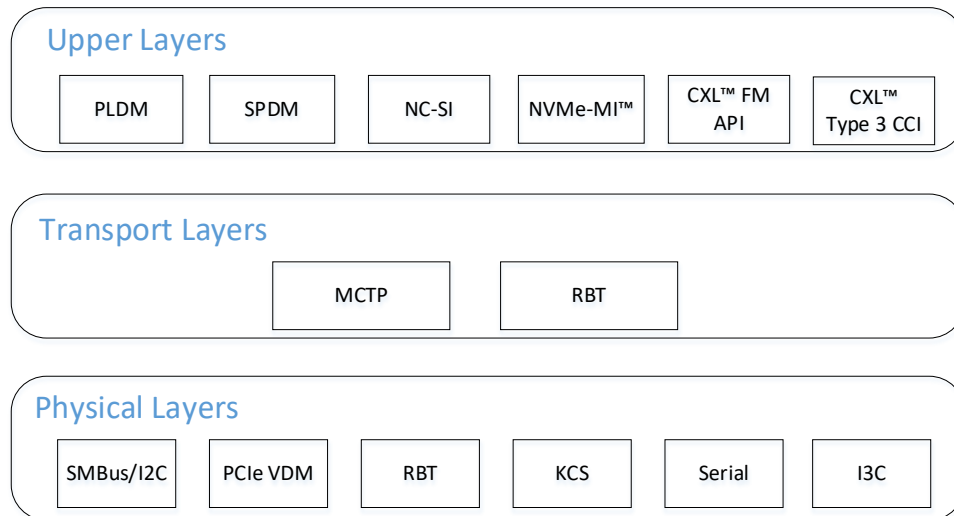 Upper Layers
PLDM
SPDM
NC-SI
NVMe-MI™
CXL™ FM
API
CXL™
Type 3 CCI
Transport Layers
MCTP
RBT
Physical Layers
SMBus/I2C
PCIe VDM
RBT
KCS
Serial
I3C